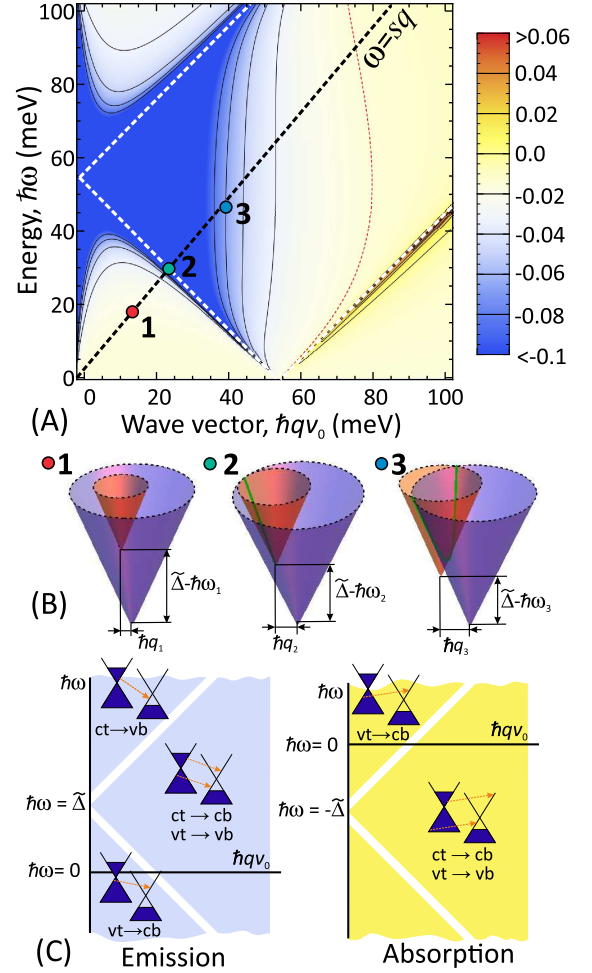 100
80
60
40
20
0
Energy, ℏω (meV)
ω=sq
1
2
3
0 20 40 60 80 100
Wave vector, ℏqv₀ (meV)
(A)
>0.06
0.04
0.02
0.0
-0.02
-0.04
-0.06
-0.08
<-0.1
1 2 3
Δ̃-ℏω₁ Δ̃-ℏω₂ Δ̃-ℏω₃
ℏq₁ ℏq₂ ℏq₃
(B)
ℏω
ct→vb
ct → cb
vt → vb
ℏω = Δ̃
ℏω= 0
ℏqv₀
vt→cb
Emission
ℏω
vt→cb
ℏqv₀
ℏω= 0
ℏω = -Δ̃
ct → cb
vt → vb
Absorption
(C)